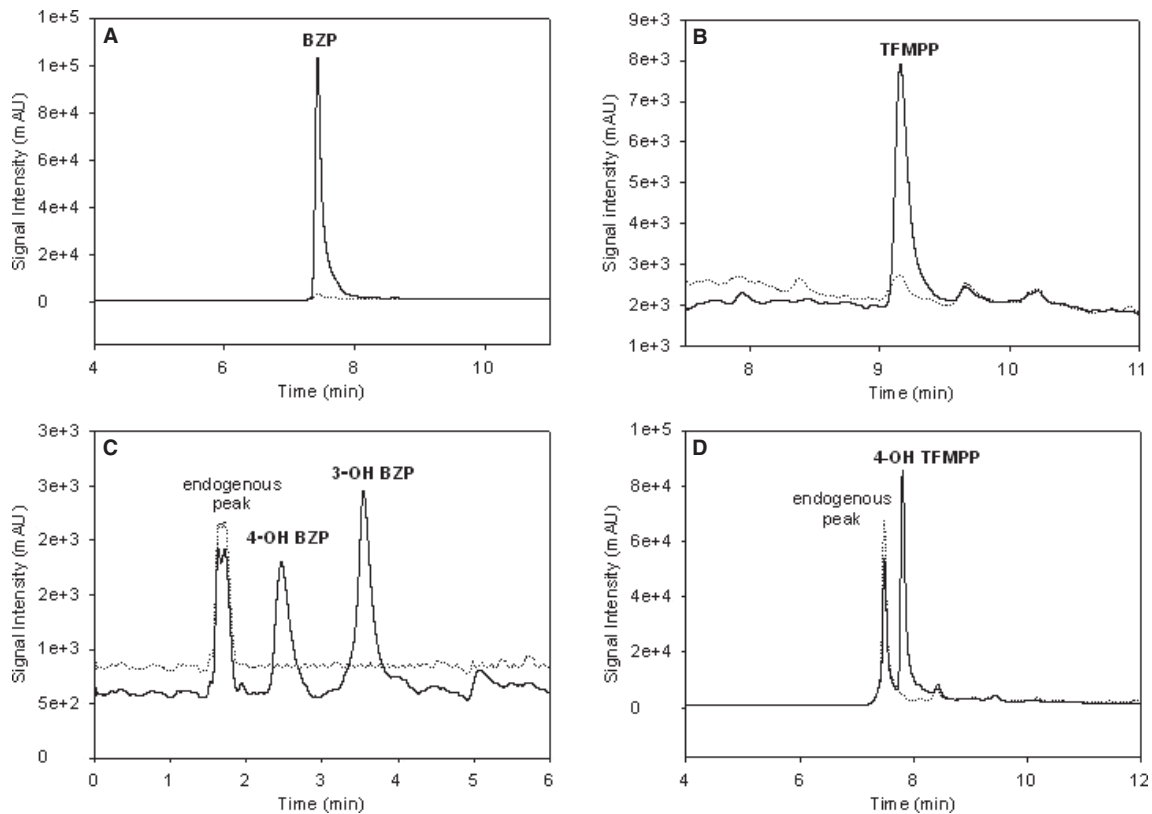 A
BZP
1e+5
1e+5
8e+4
6e+4
4e+4
2e+4
0
Signal Intensity (mAU)
4
6
8
10
Time (min)
B
TFMPP
9e+3
8e+3
7e+3
6e+3
5e+3
4e+3
3e+3
2e+3
1e+3
Signal intensity (mAU)
8
9
10
11
Time (min)
C
endogenous
peak
4-OH BZP
3-OH BZP
3e+3
3e+3
2e+3
2e+3
1e+3
5e+2
0
Signal Intensity (mAU)
0
1
2
3
4
5
6
Time (min)
D
4-OH TFMPP
endogenous
peak
1e+5
8e+4
6e+4
4e+4
2e+4
0
Signal Intensity (mAU)
4
6
8
10
12
Time (min)